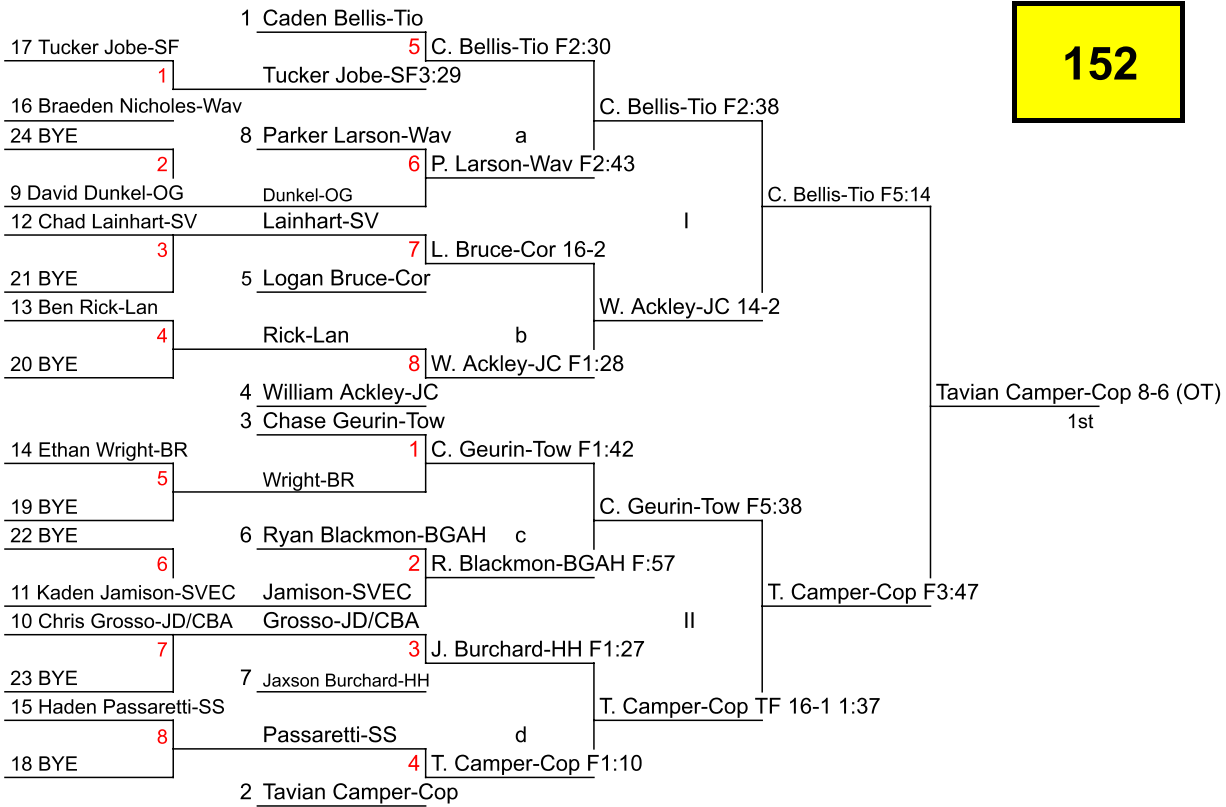 1 Caden Bellis-Tio
152
17 Tucker Jobe-SF
5 C. Bellis-Tio F2:30
1 Tucker Jobe-SF3:29
16 Braeden Nicholes-Wav
C. Bellis-Tio F2:38
24 BYE
8 Parker Larson-Wav a
2
6 P. Larson-Wav F2:43
9 David Dunkel-OG
Dunkel-OG
C. Bellis-Tio F5:14
12 Chad Lainhart-SV
Lainhart-SV
I
3
7 L. Bruce-Cor 16-2
21 BYE
5 Logan Bruce-Cor
13 Ben Rick-Lan
W. Ackley-JC 14-2
4 Rick-Lan b
20 BYE
8 W. Ackley-JC F1:28
4 William Ackley-JC
Tavian Camper-Cop 8-6 (OT)
3 Chase Geurin-Tow
1st
14 Ethan Wright-BR
1 C. Geurin-Tow F1:42
5 Wright-BR
19 BYE
C. Geurin-Tow F5:38
22 BYE
6 Ryan Blackmon-BGAH c
6
2 R. Blackmon-BGAH F:57
11 Kaden Jamison-SVEC
Jamison-SVEC
T. Camper-Cop F3:47
10 Chris Grosso-JD/CBA
Grosso-JD/CBA
II
7
3 J. Burchard-HH F1:27
23 BYE
7 Jaxson Burchard-HH
15 Haden Passaretti-SS
T. Camper-Cop TF 16-1 1:37
8 Passaretti-SS d
18 BYE
4 T. Camper-Cop F1:10
2 Tavian Camper-Cop